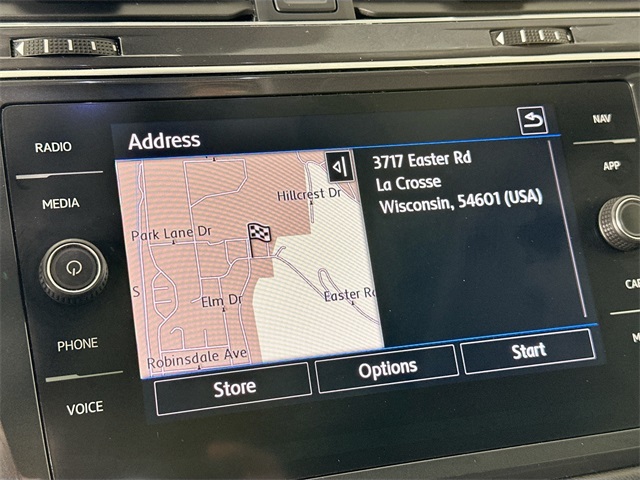 RADIO
MEDIA
PHONE
VOICE
Address
3717 Easter Rd
La Crosse
Wisconsin, 54601 (USA)
Hillcrest Dr
Park Lane Dr
S
Elm Dr
Easter Rd
Robinsdale Ave
Store
Options
Start
NAV
APP